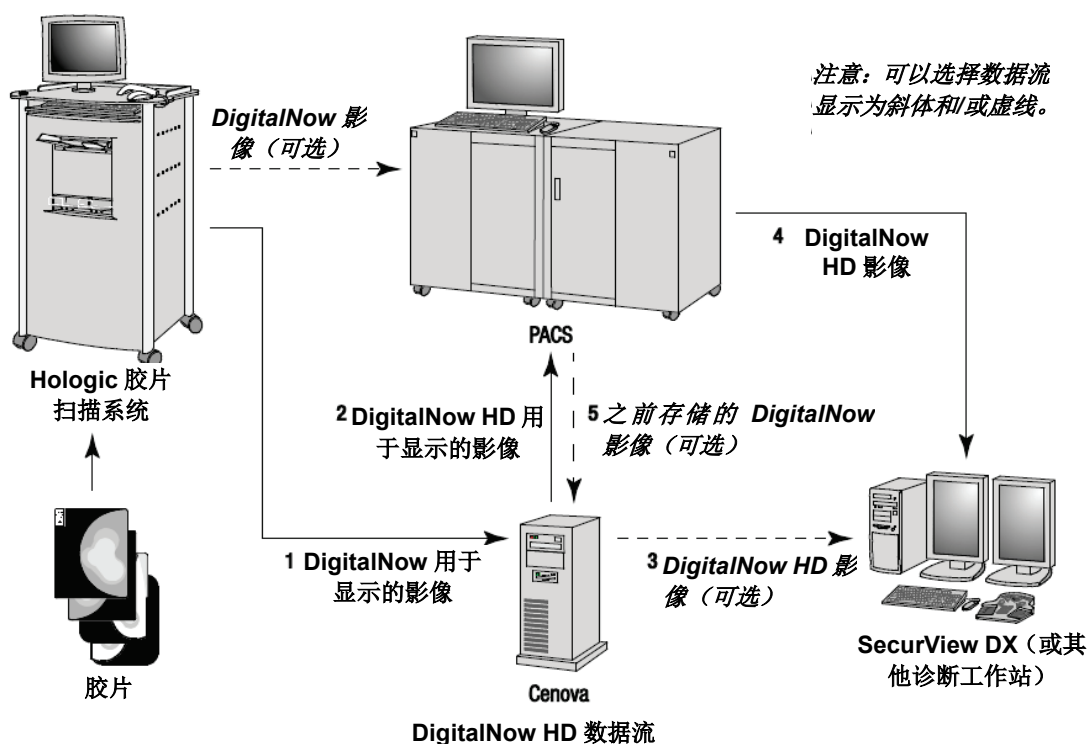 注意：可以选择数据流
显示为斜体和/或虚线。
DigitalNow 影
像（可选）
4 DigitalNow
HD 影像
PACS
Hologic 胶片
扫描系统
2 DigitalNow HD 用
于显示的影像
5 之前存储的 DigitalNow
影像（可选）
1 DigitalNow 用于
显示的影像
3 DigitalNow HD 影
像（可选）
SecurView DX（或其
他诊断工作站）
胶片
Cenova
DigitalNow HD 数据流